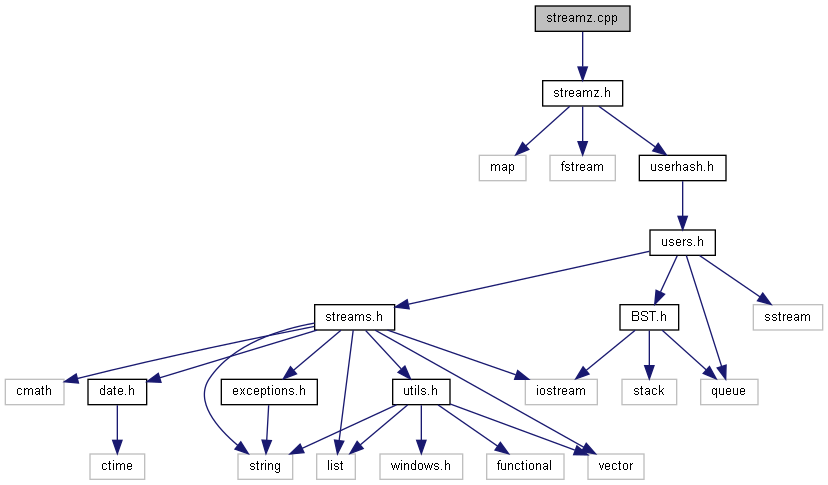 streamz.cpp
streamz.h
map
fstream
userhash.h
users.h
streams.h
BST.h
sstream
cmath
date.h
exceptions.h
utils.h
iostream
stack
queue
ctime
string
list
windows.h
functional
vector